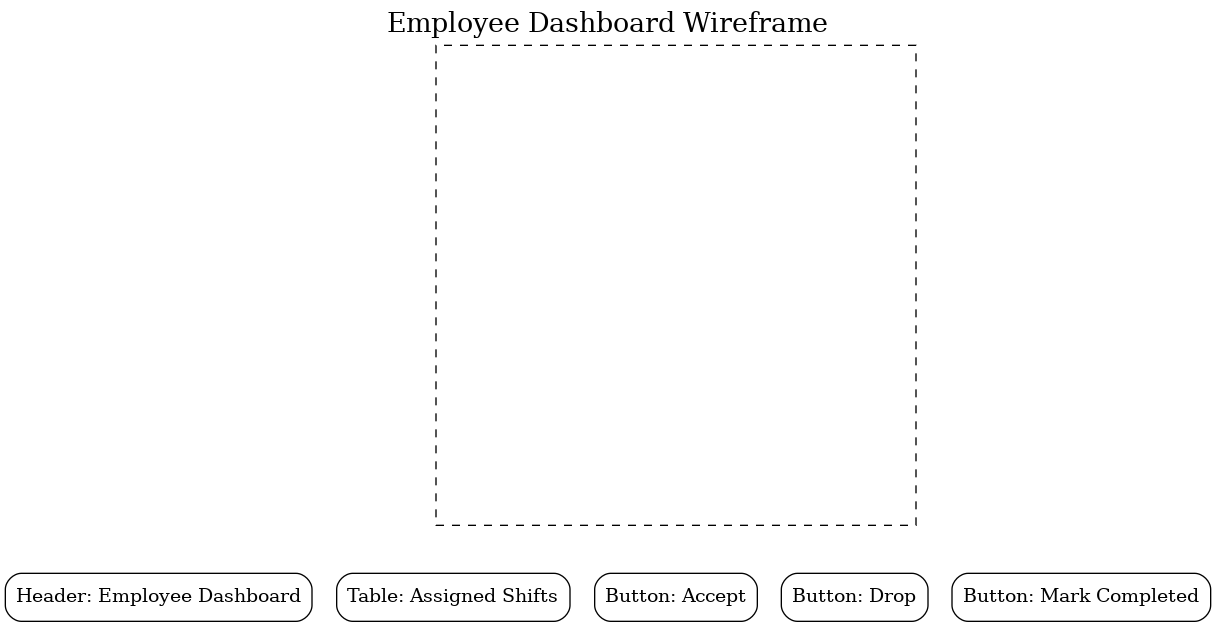 Employee Dashboard Wireframe
Header: Employee Dashboard
Table: Assigned Shifts
Button: Accept
Button: Drop
Button: Mark Completed